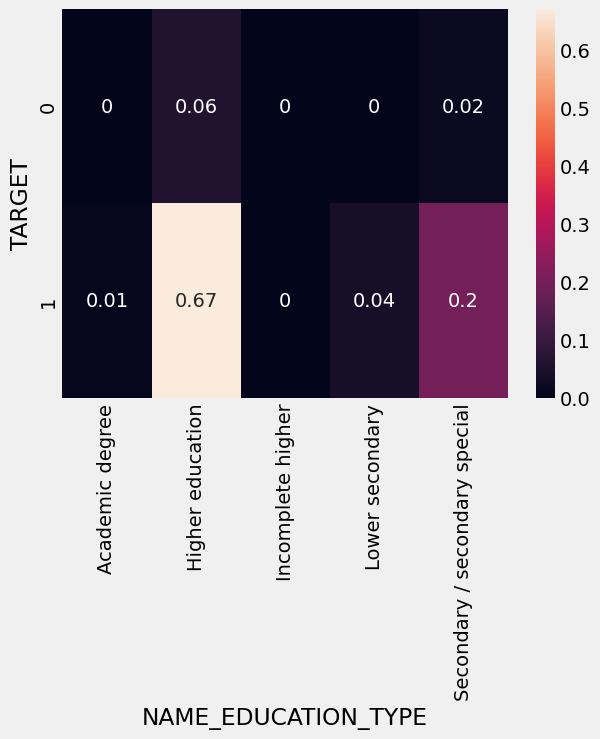 TARGET
0
0
0.06
0
0
0.02
1
0.01
0.67
0
0.04
0.2
Academic degree
Higher education
Incomplete higher
Lower secondary
Secondary / secondary special
NAME_EDUCATION_TYPE
0.6
0.5
0.4
0.3
0.2
0.1
0.0